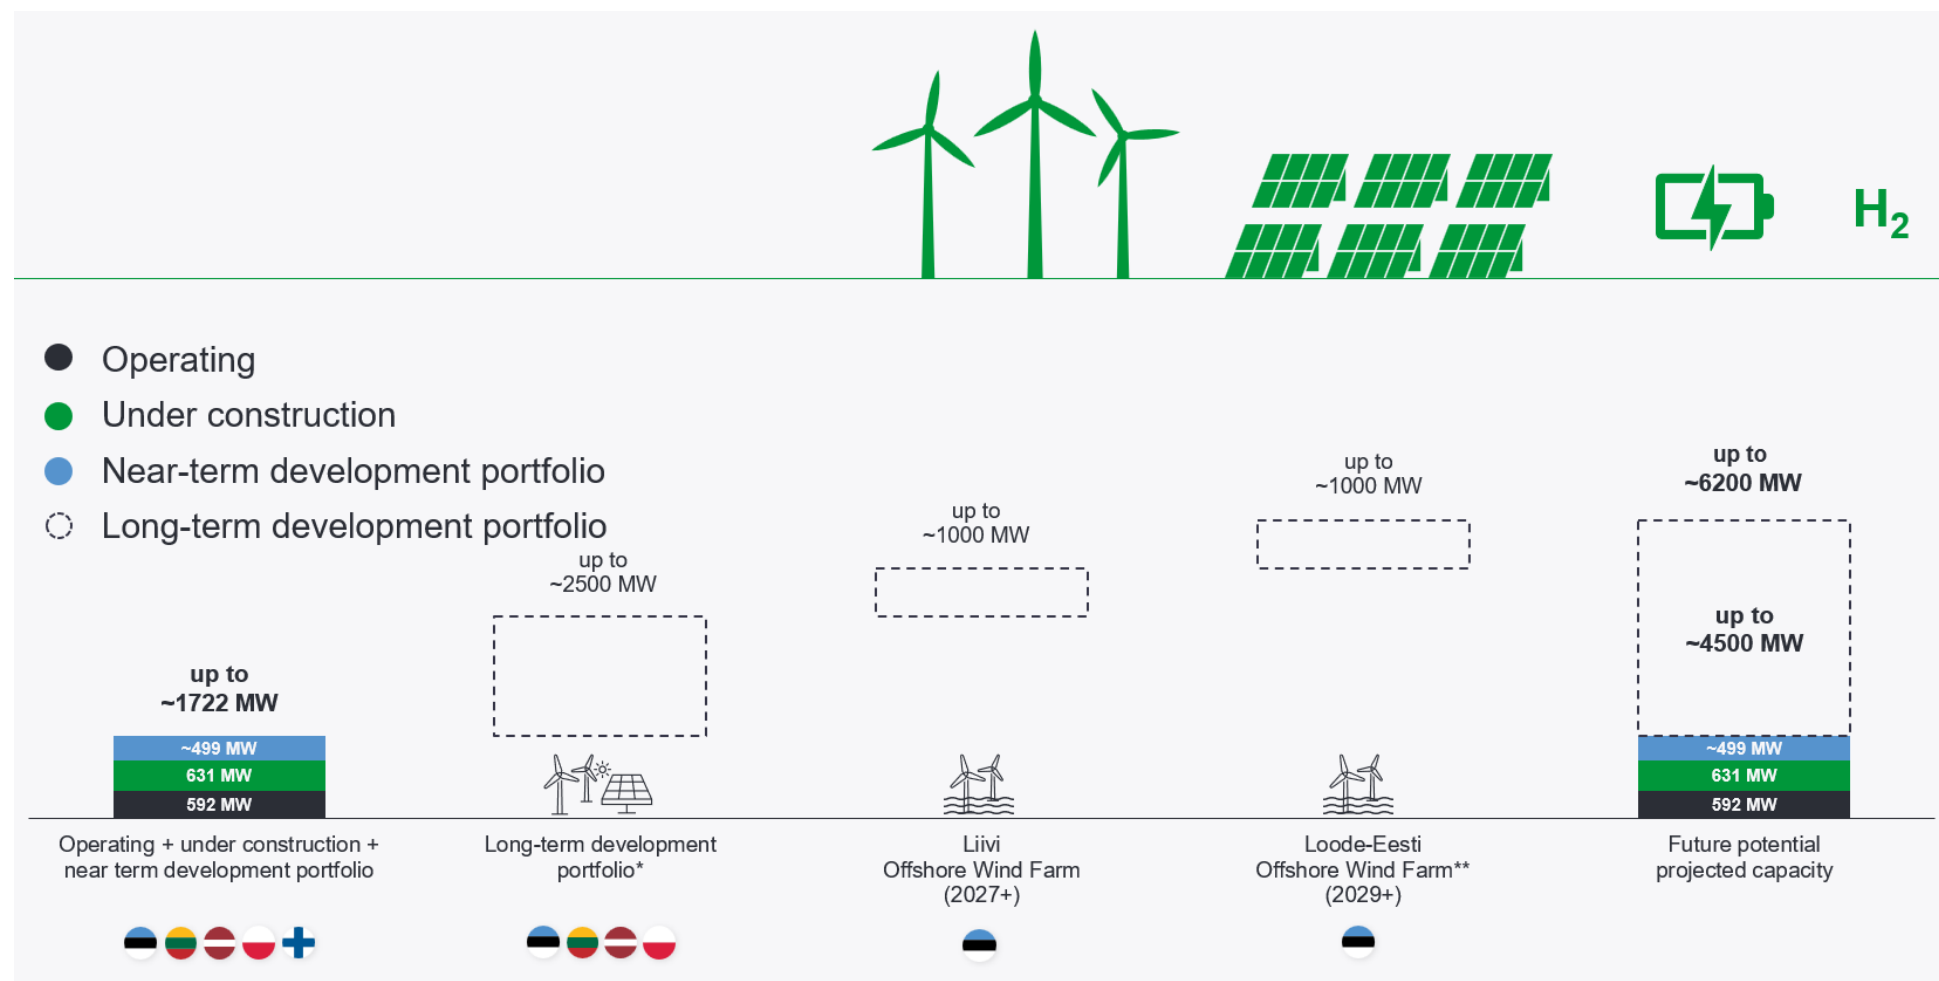 H2
Operating
Under construction
Near-term development portfolio
Long-term development portfolio
up to
~1722 MW
~499 MW
631 MW
592 MW
Operating + under construction +
near term development portfolio
up to
~2500 MW
Long-term development
portfolio*
up to
~1000 MW
Liivi
Offshore Wind Farm
(2027+)
up to
~1000 MW
Loode-Eesti
Offshore Wind Farm**
(2029+)
up to
~6200 MW
up to
~4500 MW
~499 MW
631 MW
592 MW
Future potential
projected capacity